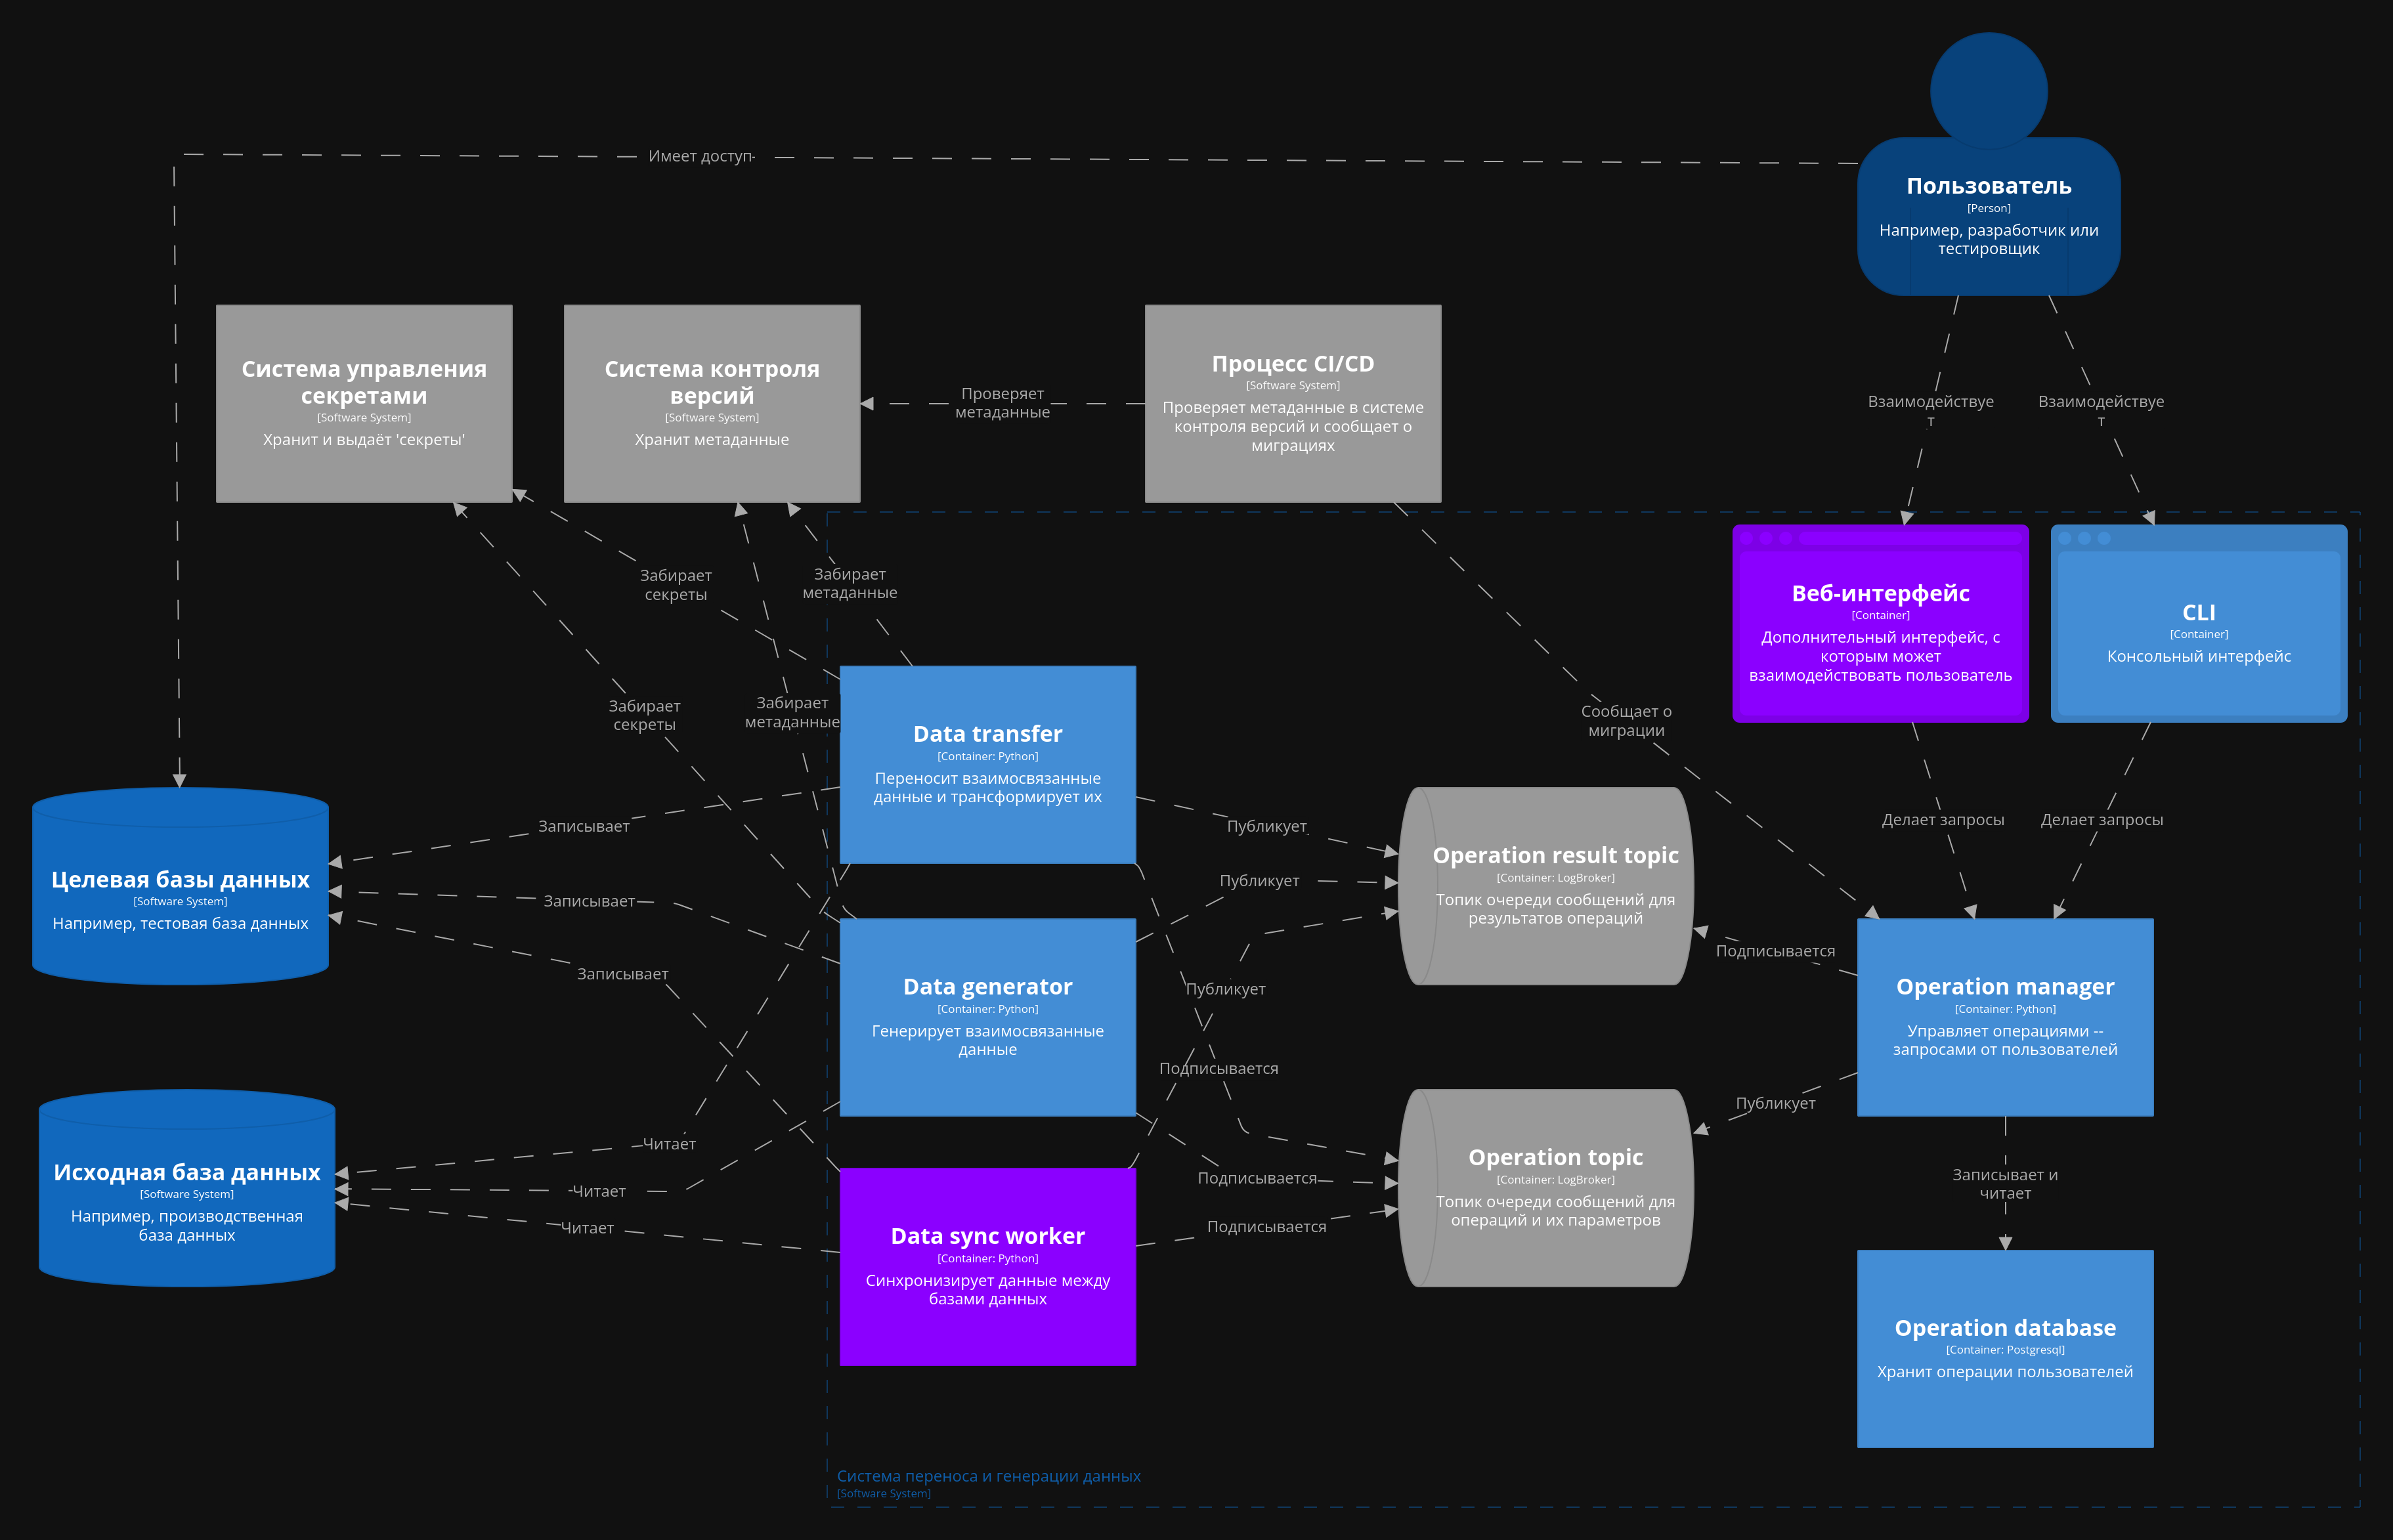 Имеет доступ
Пользователь
[Person]
Например, разработчик или
тестировщик
Система управления
секретами
[Software System]
Хранит и выдаёт 'секреты'
Система контроля
версий
[Software System]
Хранит метаданные
Проверяет
метаданные
Процесс CI/CD
[Software System]
Проверяет метаданные в системе
контроля версий и сообщает о
миграциях
Взаимодействуе
т
Взаимодействуе
т
Забирает
секреты
Забирает
метаданные
Веб-интерфейс
[Container]
Дополнительный интерфейс, с
которым может
взаимодействовать пользователь
CLI
[Container]
Консольный интерфейс
Забирает
секреты
Забирает
метаданные
Data transfer
[Container: Python]
Переносит взаимосвязанные
данные и трансформирует их
Сообщает о
миграции
Записывает
Публикует
Делает запросы
Делает запросы
Целевая базы данных
[Software System]
Например, тестовая база данных
Записывает
Публикует
Operation result topic
[Container: LogBroker]
Топик очереди сообщений для
результатов операций
Записывает
Data generator
[Container: Python]
Генерирует взаимосвязанные
данные
Публикует
Подписывается
Operation manager
[Container: Python]
Управляет операциями --
запросами от пользователей
Подписывается
Публикует
Исходная база данных
[Software System]
Например, производственная
база данных
Читает
Читает
Читает
Подписывается
Подписывается
Operation topic
[Container: LogBroker]
Топик очереди сообщений для
операций и их параметров
Записывает и
читает
Data sync worker
[Container: Python]
Синхронизирует данные между
базами данных
Operation database
[Container: Postgresql]
Хранит операции пользователей
Система переноса и генерации данных
[Software System]